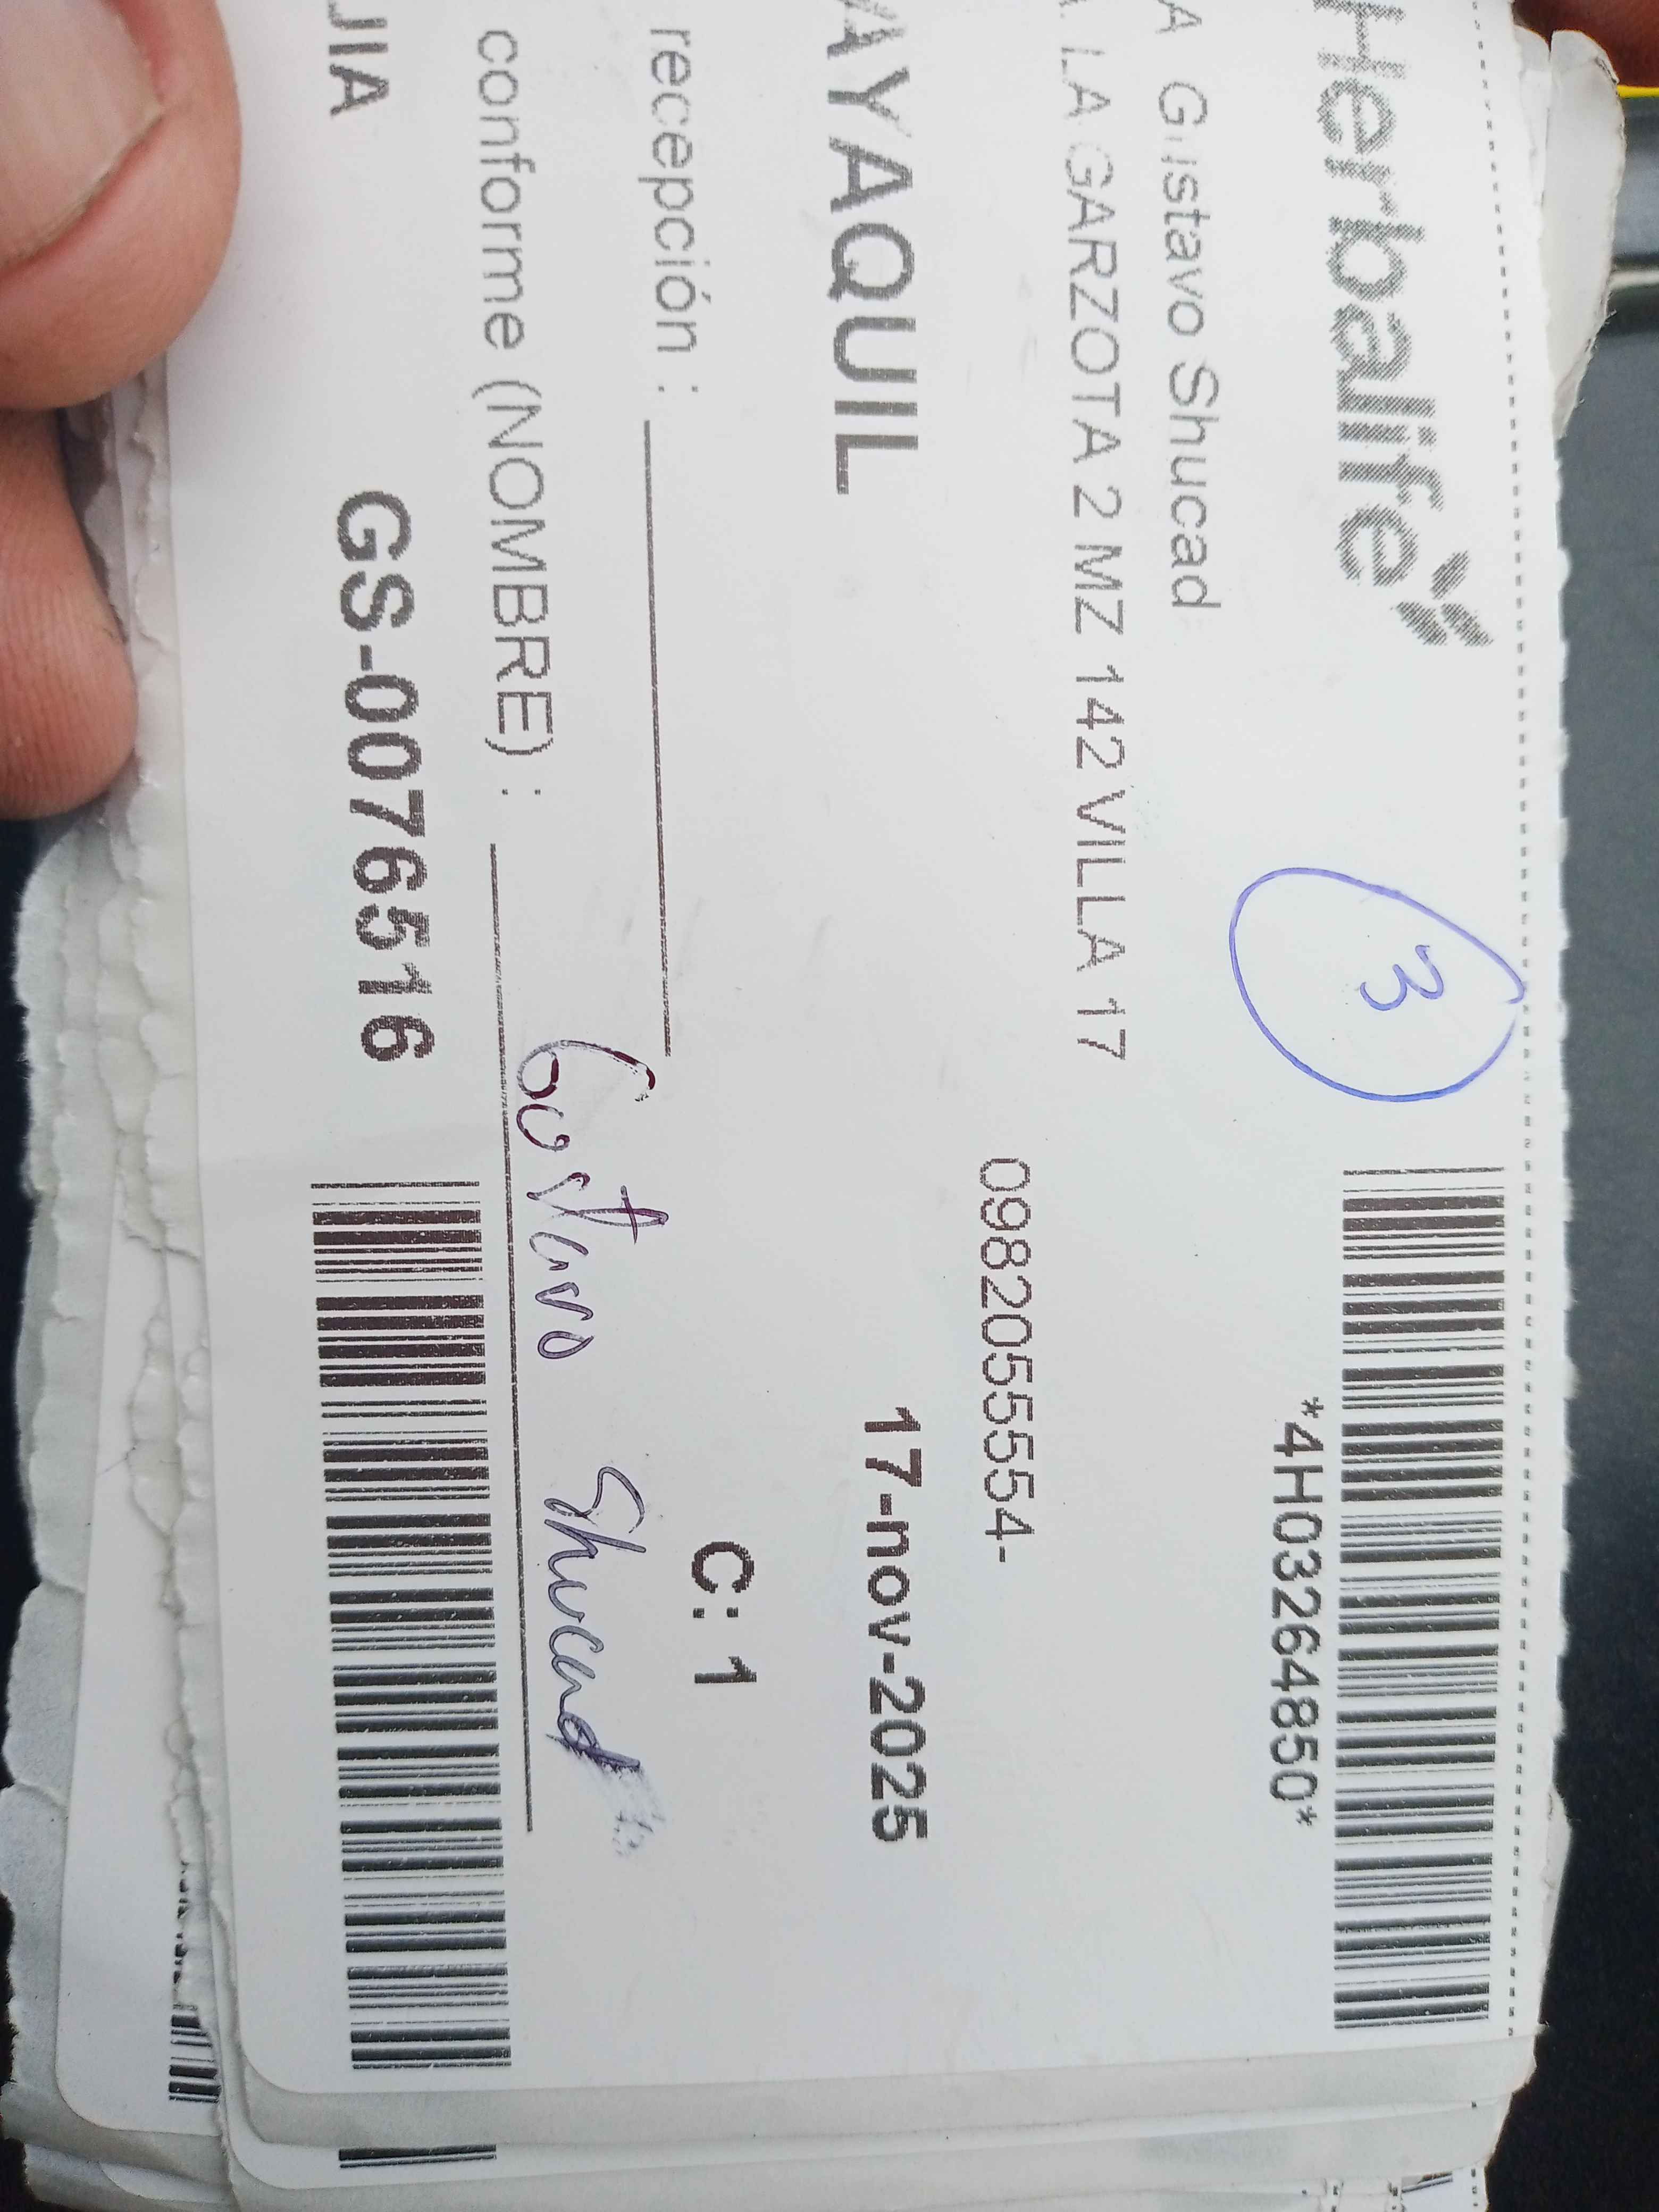 Herbalife
3
*4H03264850*
A Gustavo Shucad
A. LA GARZOTA 2 MZ 142 VILLA 17
0982055554-
AYAQUIL
17-nov-2025
recepción :
C: 1
conforme (NOMBRE) : Gustavo Shucad
JIA GS-0076516